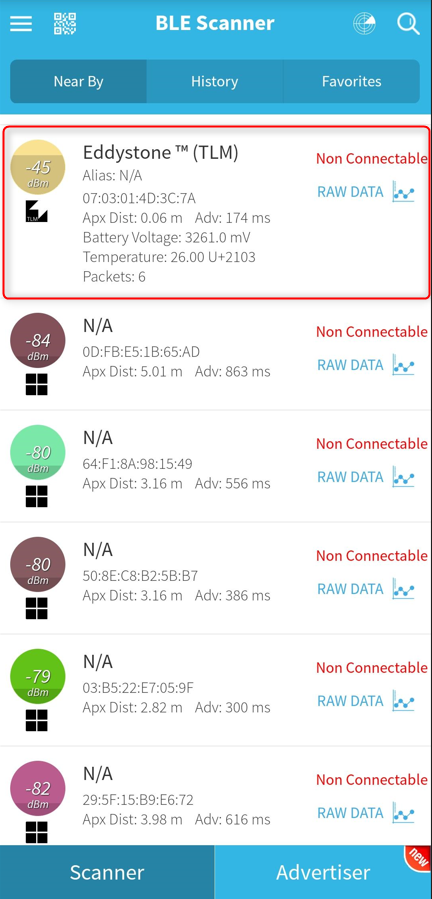 BLE Scanner
Near By
History
Favorites
-45
dBm
TLM
Eddystone ™ (TLM)
Alias: N/A
07:03:01:4D:3C:7A
Apx Dist: 0.06 m Adv: 174 ms
Battery Voltage: 3261.0 mV
Temperature: 26.00 U+2103
Packets: 6
Non Connectable
RAW DATA
-84
dBm
N/A
0D:FB:E5:1B:65:AD
Apx Dist: 5.01 m Adv: 863 ms
Non Connectable
RAW DATA
-80
dBm
N/A
64:F1:8A:98:15:49
Apx Dist: 3.16 m Adv: 556 ms
Non Connectable
RAW DATA
-80
dBm
N/A
50:8E:C8:B2:5B:B7
Apx Dist: 3.16 m Adv: 386 ms
Non Connectable
RAW DATA
-79
dBm
N/A
03:B5:22:E7:05:9F
Apx Dist: 2.82 m Adv: 300 ms
Non Connectable
RAW DATA
-82
dBm
N/A
29:5F:15:B9:E6:72
Apx Dist: 3.98 m Adv: 616 ms
Non Connectable
RAW DATA
Scanner
Advertiser
new